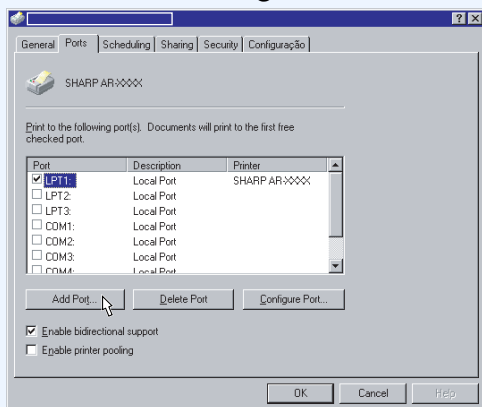 General Ports Scheduling Sharing Security Configuração
SHARP AR-XXXX
Print to the following port(s). Documents will print to the first free
checked port.
Port Description Printer
LPT1: Local Port SHARP AR-XXXX
LPT2: Local Port
LPT3: Local Port
COM1: Local Port
COM2: Local Port
COM3: Local Port
COM4: Local Port
Add Port... Delete Port Configure Port...
Enable bidirectional support
Enable printer pooling
OK Cancel Help